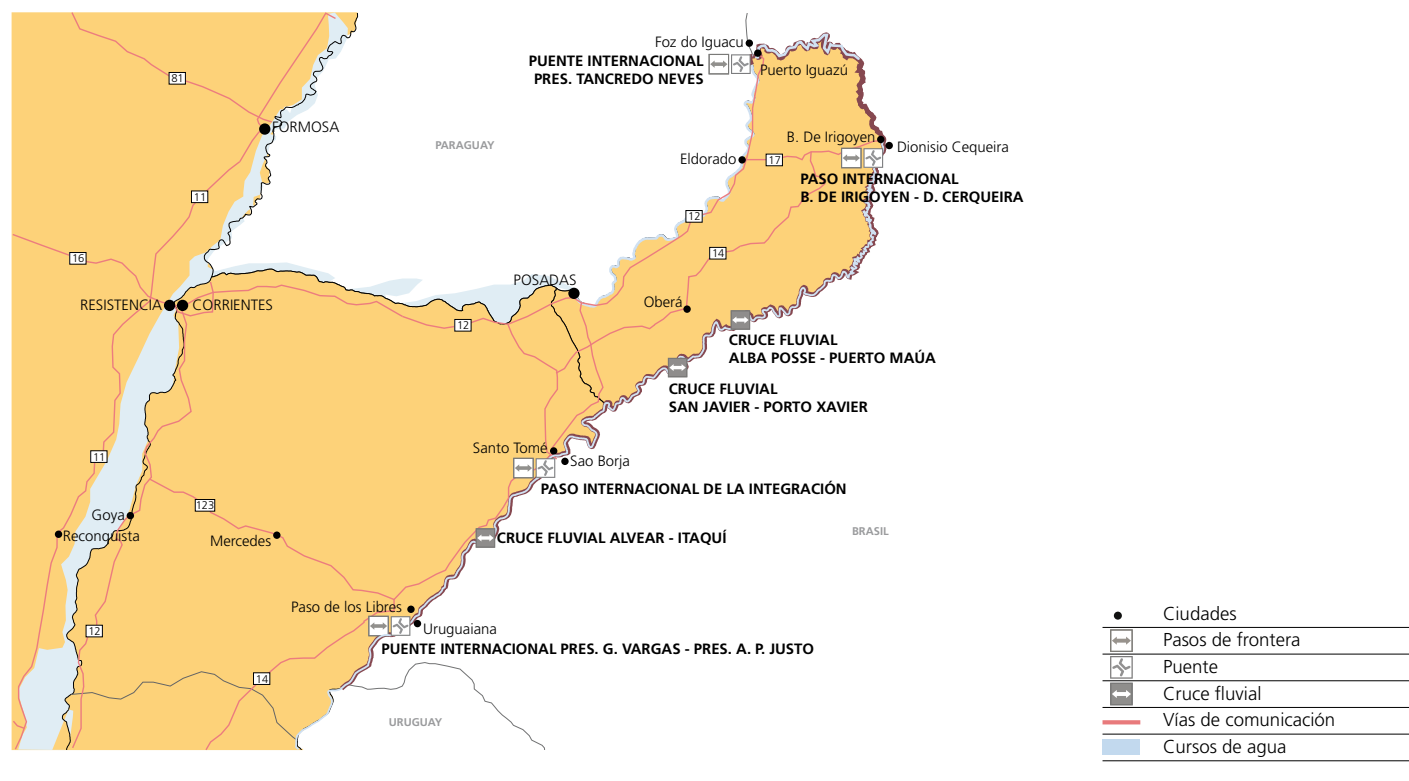 Foz do Iguacu
PUENTE INTERNACIONAL
PRES. TANCREDO NEVES
Puerto Iguazú
81
FORMOSA
PARAGUAY
B. De Irigoyen
Dionisio Cequeira
Eldorado
17
PASO INTERNACIONAL
B. DE IRIGOYEN - D. CERQUEIRA
11
12
14
16
POSADAS
RESISTENCIA
CORRIENTES
Oberá
12
CRUCE FLUVIAL
ALBA POSSE - PUERTO MAÚA
CRUCE FLUVIAL
SAN JAVIER - PORTO XAVIER
Santo Tomé
11
Sao Borja
PASO INTERNACIONAL DE LA INTEGRACIÓN
123
Goya
Reconquista
Mercedes
CRUCE FLUVIAL ALVEAR - ITAQUÍ
BRASIL
Paso de los Libres
12
Uruguaiana
PUENTE INTERNACIONAL PRES. G. VARGAS - PRES. A. P. JUSTO
14
URUGUAY
Ciudades
Pasos de frontera
Puente
Cruce fluvial
Vías de comunicación
Cursos de agua